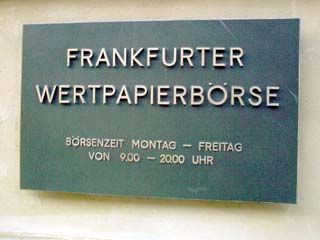 FRANKFURTER
WERTPAPIERBÖRSE
BÖRSENZEIT MONTAG – FREITAG
VON 9.00 – 20.00 UHR